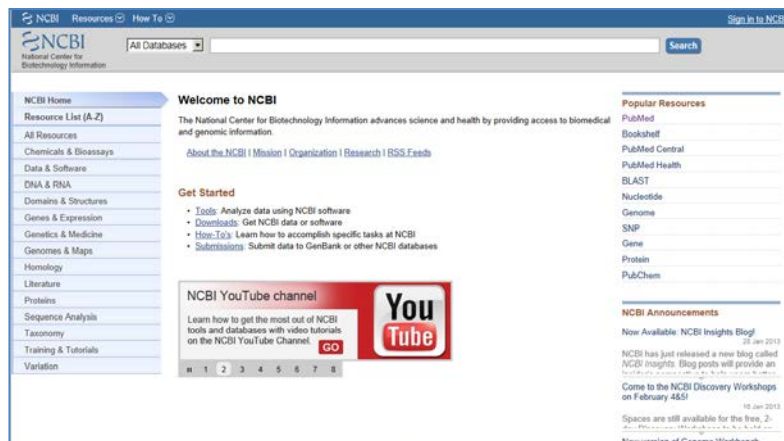 NCBI Resources How To Sign in to NCBI
NCBI
National Center for
Biotechnology Information
All Databases
Search
NCBI Home
Resource List (A-Z)
All Resources
Chemicals & Bioassays
Data & Software
DNA & RNA
Domains & Structures
Genes & Expression
Genetics & Medicine
Genomes & Maps
Homology
Literature
Proteins
Sequence Analysis
Taxonomy
Training & Tutorials
Variation
Welcome to NCBI
The National Center for Biotechnology Information advances science and health by providing access to biomedical
and genomic information.
About the NCBI | Mission | Organization | Research | RSS Feeds
Get Started
• Tools: Analyze data using NCBI software
• Downloads: Get NCBI data or software
• How-To's: Learn how to accomplish specific tasks at NCBI
• Submissions: Submit data to GenBank or other NCBI databases
NCBI YouTube channel
Learn how to get the most out of NCBI
tools and databases with video tutorials
on the NCBI YouTube Channel.
GO
You
Tube
1 2 3 4 5 6 7 8
Popular Resources
PubMed
Bookshelf
PubMed Central
PubMed Health
BLAST
Nucleotide
Genome
SNP
Gene
Protein
PubChem
NCBI Announcements
Now Available: NCBI Insights Blog!
28 Jan 2013
NCBI has just released a new blog called
NCBI Insights. Blog posts will provide an
Come to the NCBI Discovery Workshops
on February 4&5!
16 Jan 2013
Spaces are still available for the free, 2-
New version of Genome Workbench